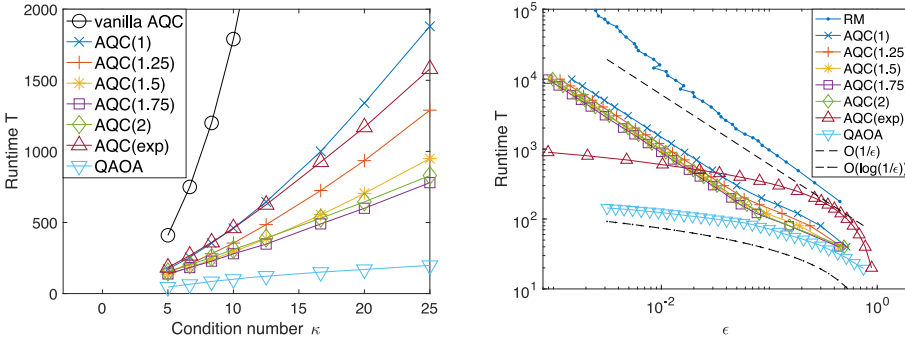 2000
1500
1000
500
0
0
5
10
15
20
25
Runtime T
Condition number κ
vanilla AQC
AQC(1)
AQC(1.25)
AQC(1.5)
AQC(1.75)
AQC(2)
AQC(exp)
QAOA
10^5
10^4
10^3
10^2
10^1
10^-2
10^0
Runtime T
ϵ
RM
AQC(1)
AQC(1.25)
AQC(1.5)
AQC(1.75)
AQC(2)
AQC(exp)
QAOA
O(1/ϵ)
O(log(1/ϵ))